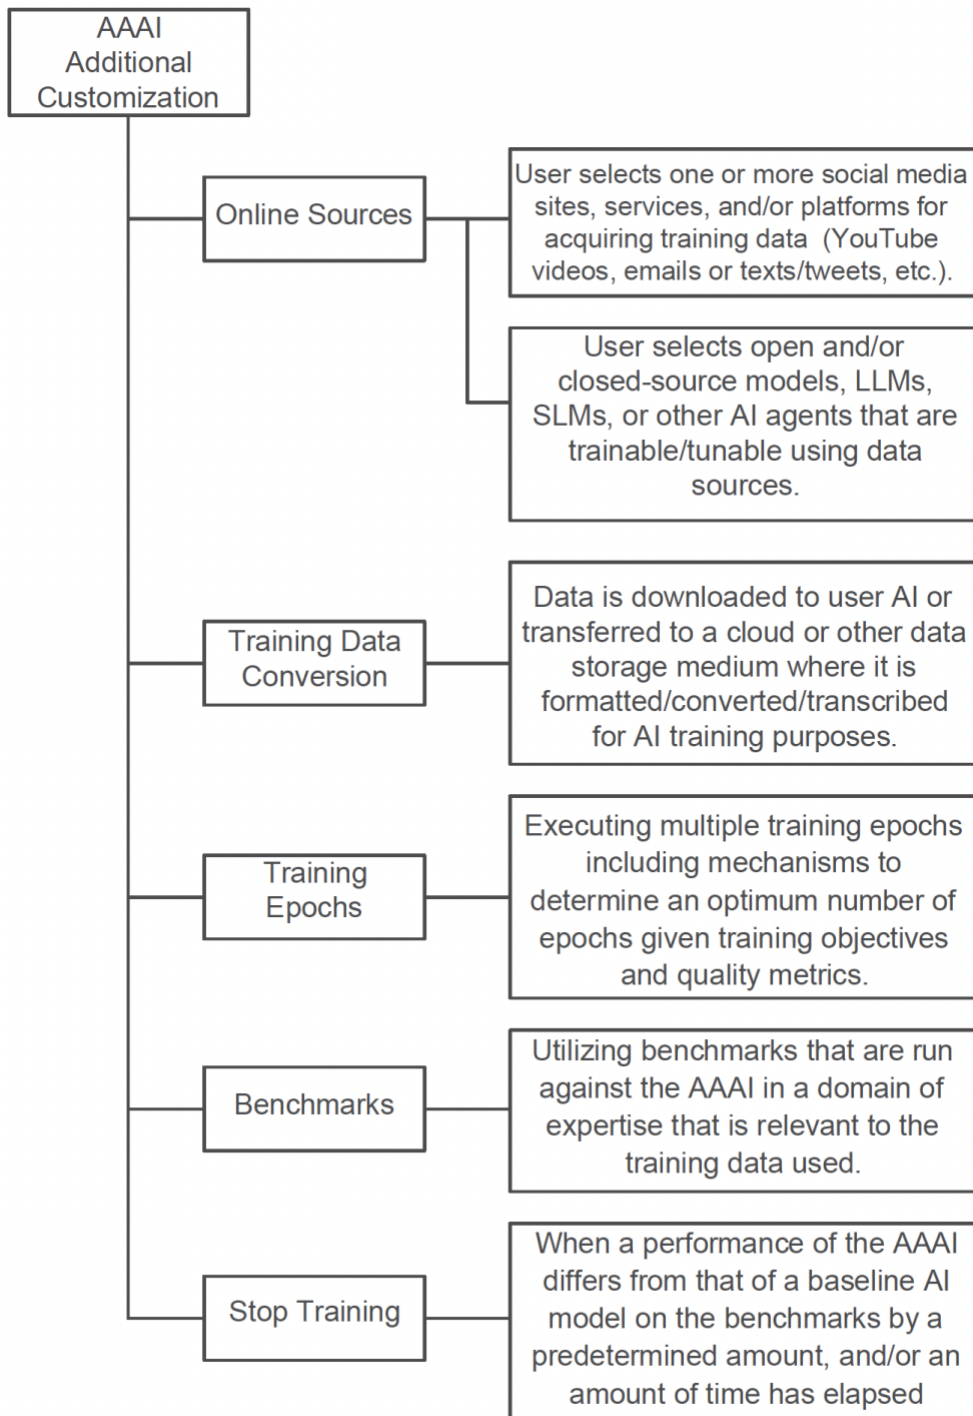 AAAI
Additional
Customization
Online Sources
User selects one or more social media
sites, services, and/or platforms for
acquiring training data (YouTube
videos, emails or texts/tweets, etc.).
User selects open and/or
closed-source models, LLMs,
SLMs, or other AI agents that are
trainable/tunable using data
sources.
Training Data
Conversion
Data is downloaded to user AI or
transferred to a cloud or other data
storage medium where it is
formatted/converted/transcribed
for AI training purposes.
Training
Epochs
Executing multiple training epochs
including mechanisms to
determine an optimum number of
epochs given training objectives
and quality metrics.
Benchmarks
Utilizing benchmarks that are run
against the AAAI in a domain of
expertise that is relevant to the
training data used.
Stop Training
When a performance of the AAAI
differs from that of a baseline AI
model on the benchmarks by a
predetermined amount, and/or an
amount of time has elapsed